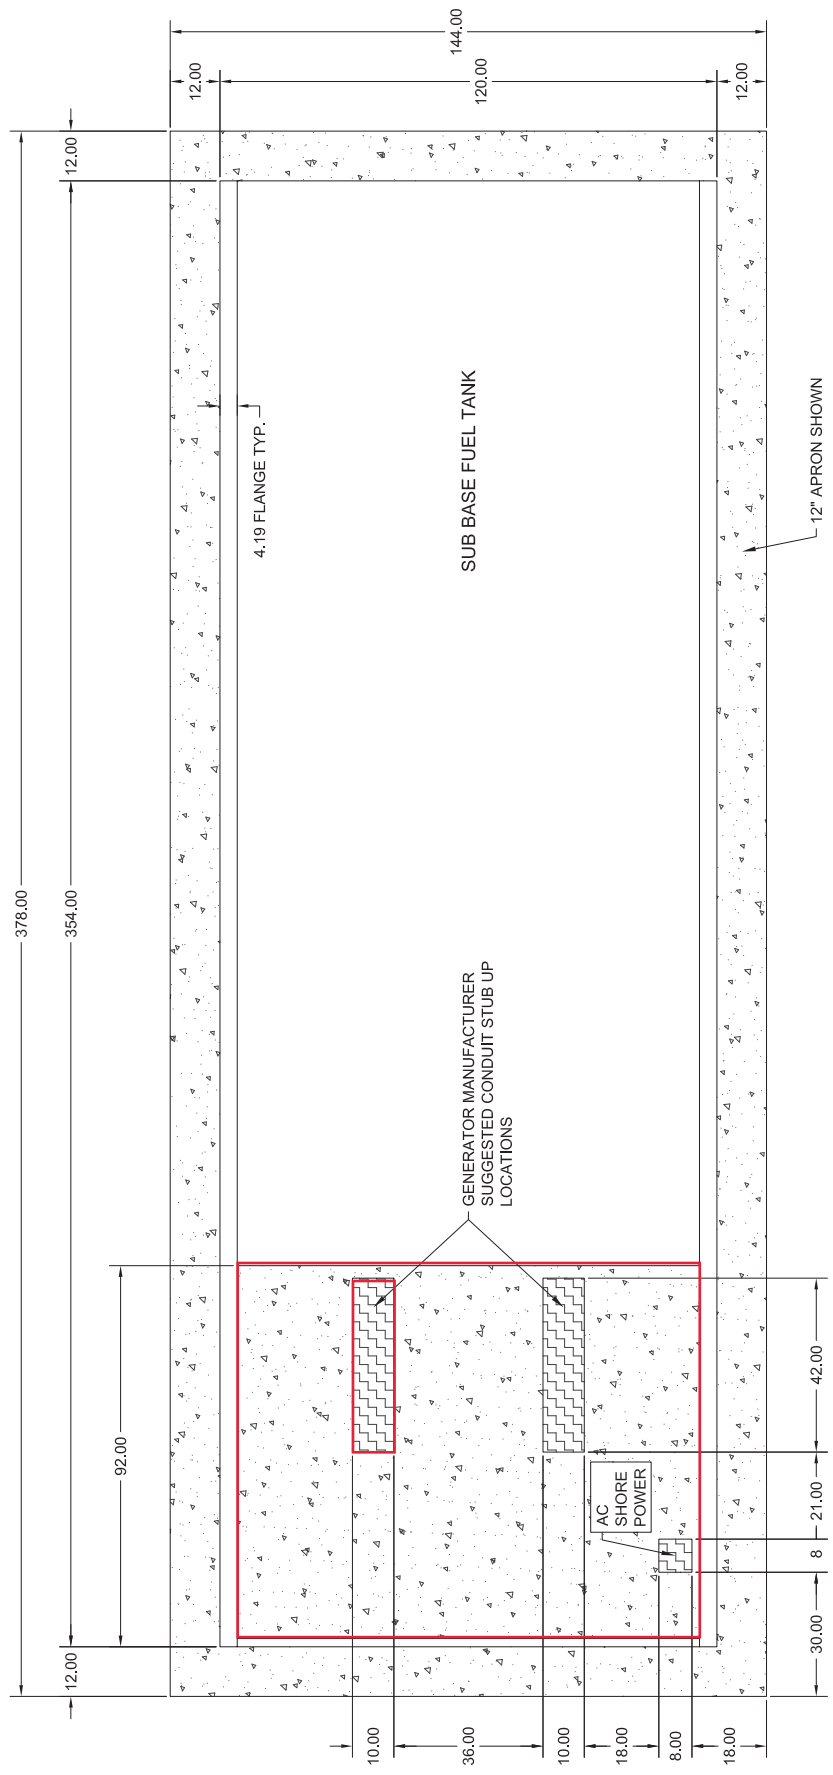 378.00
12.00
354.00
12.00
92.00
144.00
12.00
120.00
12.00
4.19 FLANGE TYP.
SUB BASE FUEL TANK
12" APRON SHOWN
GENERATOR MANUFACTURER
SUGGESTED CONDUIT STUB UP
LOCATIONS
AC
SHORE
POWER
10.00
36.00
10.00
18.00
8.00
18.00
30.00
8
21.00
42.00